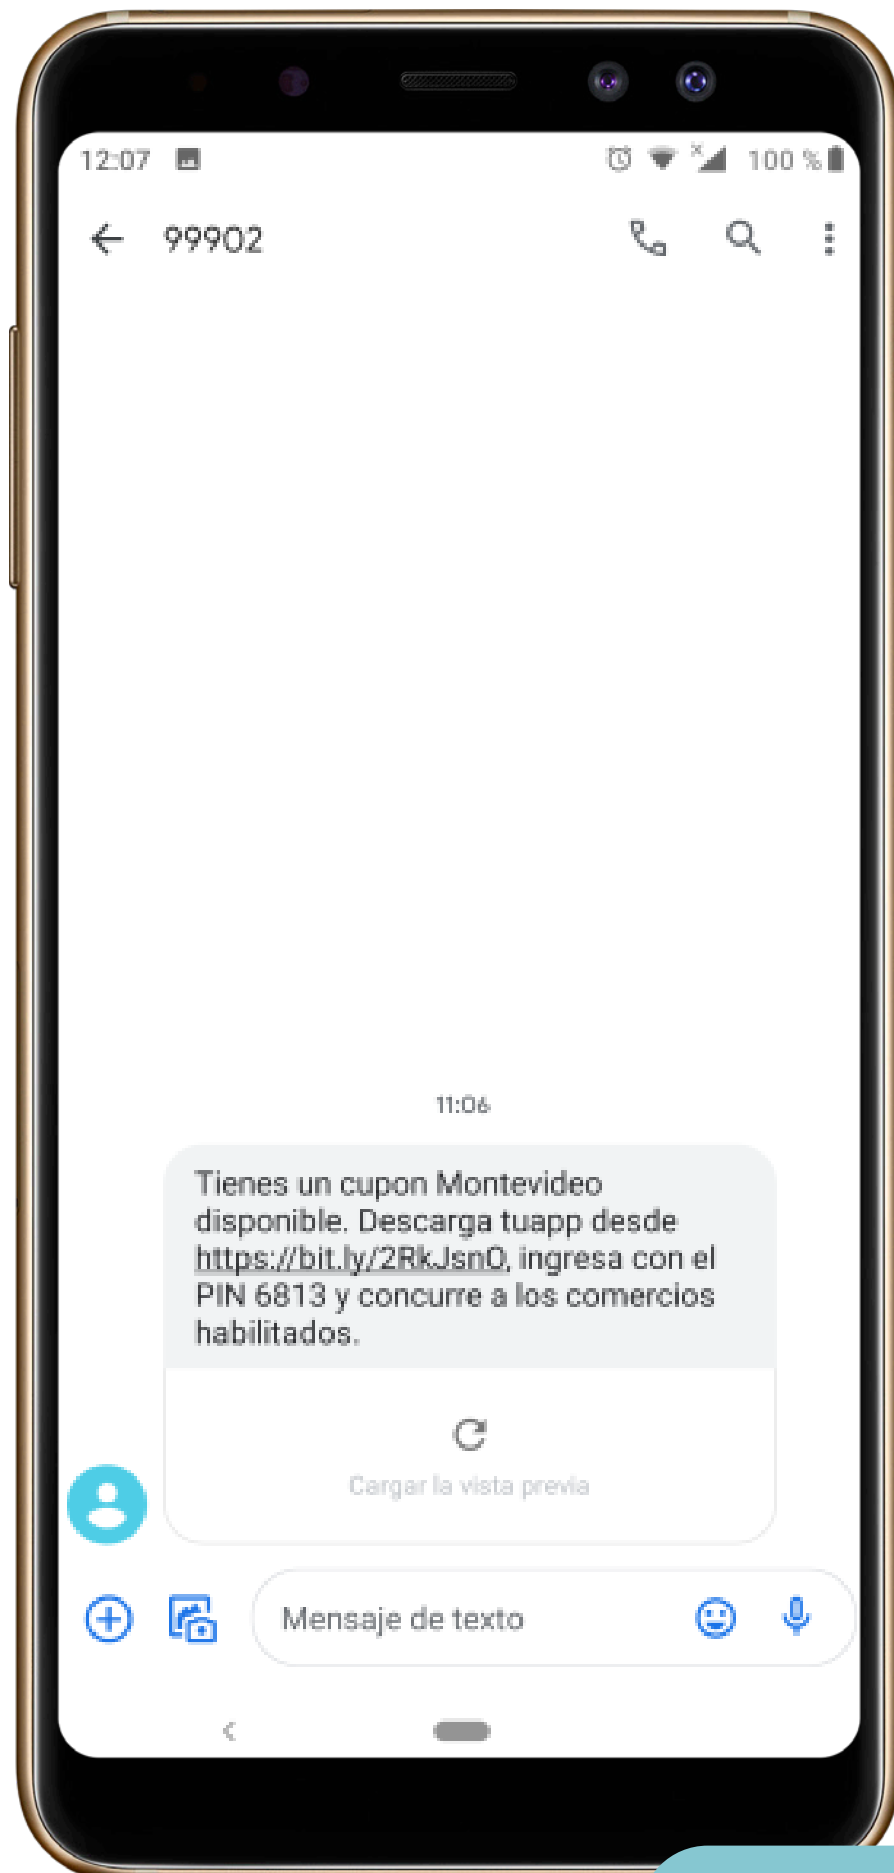 12:07
100 %
99902
11:06
Tienes un cupon Montevideo
disponible. Descarga tuapp desde
https://bit.ly/2RkJsnO, ingresa con el
PIN 6813 y concurre a los comercios
habilitados.
Cargar la vista previa
Mensaje de texto